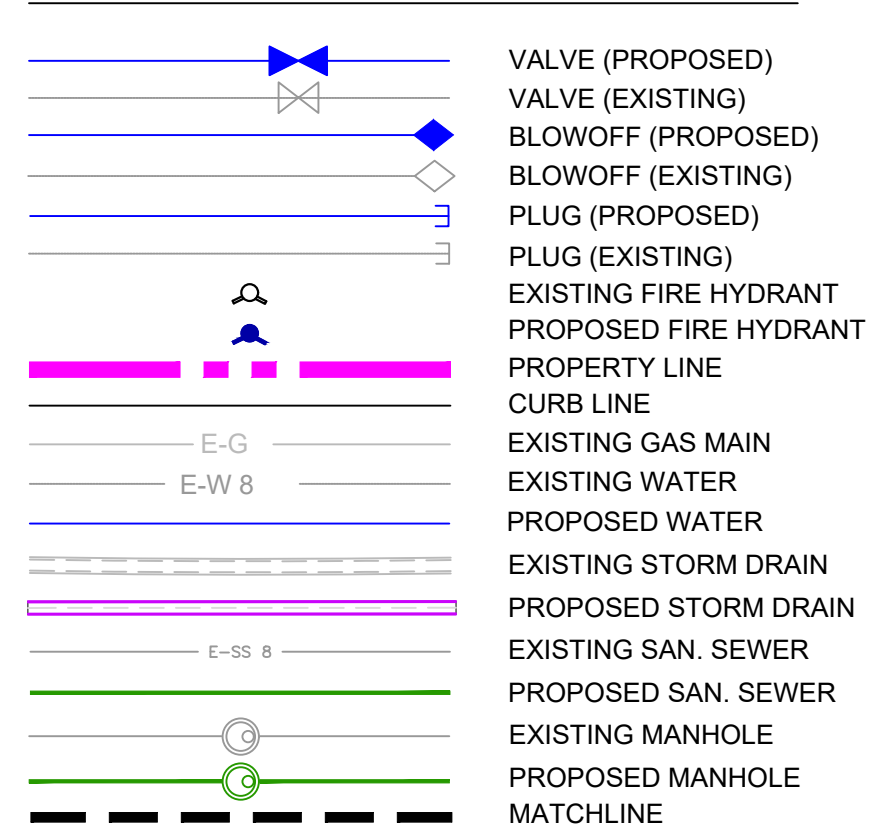 VALVE (PROPOSED)
VALVE (EXISTING)
BLOWOFF (PROPOSED)
BLOWOFF (EXISTING)
PLUG (PROPOSED)
PLUG (EXISTING)
EXISTING FIRE HYDRANT
PROPOSED FIRE HYDRANT
PROPERTY LINE
CURB LINE
E-G EXISTING GAS MAIN
E-W 8 EXISTING WATER
PROPOSED WATER
EXISTING STORM DRAIN
PROPOSED STORM DRAIN
E-SS 8 EXISTING SAN. SEWER
PROPOSED SAN. SEWER
EXISTING MANHOLE
PROPOSED MANHOLE
MATCHLINE